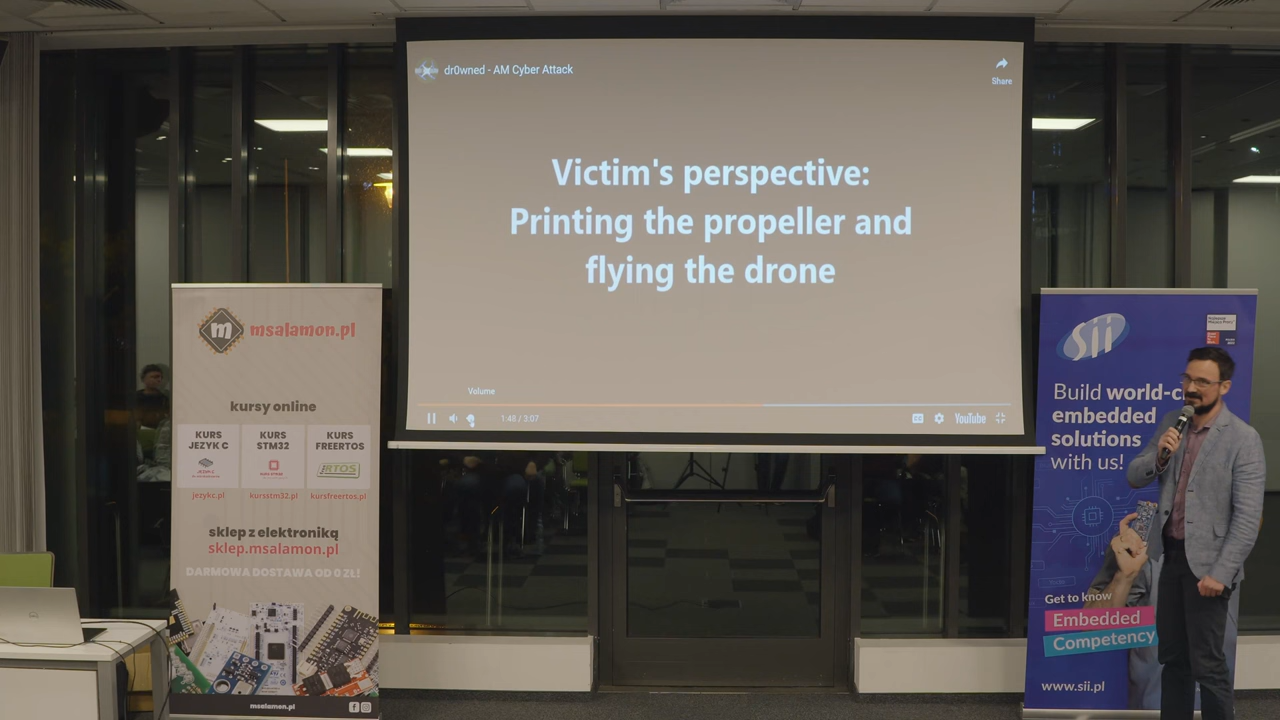 dr0wned - AM Cyber Attack
Share
Victim's perspective:
Printing the propeller and
flying the drone
Volume
1:48 / 3:07
CC
YouTube
m
msalamon.pl
kursy online
KURS
JEZYK C
KURS
STM32
KURS
FREERTOS
RTOS
jezykc.pl
kursstm32.pl
kursfreertos.pl
sklep z elektroniką
sklep.msalamon.pl
DARMOWA DOSTAWA OD 0 ZŁ!
msalamon.pl
sii
Build world-c
embedded
solutions
with us!
Get to know
Embedded
Competency
www.sii.pl